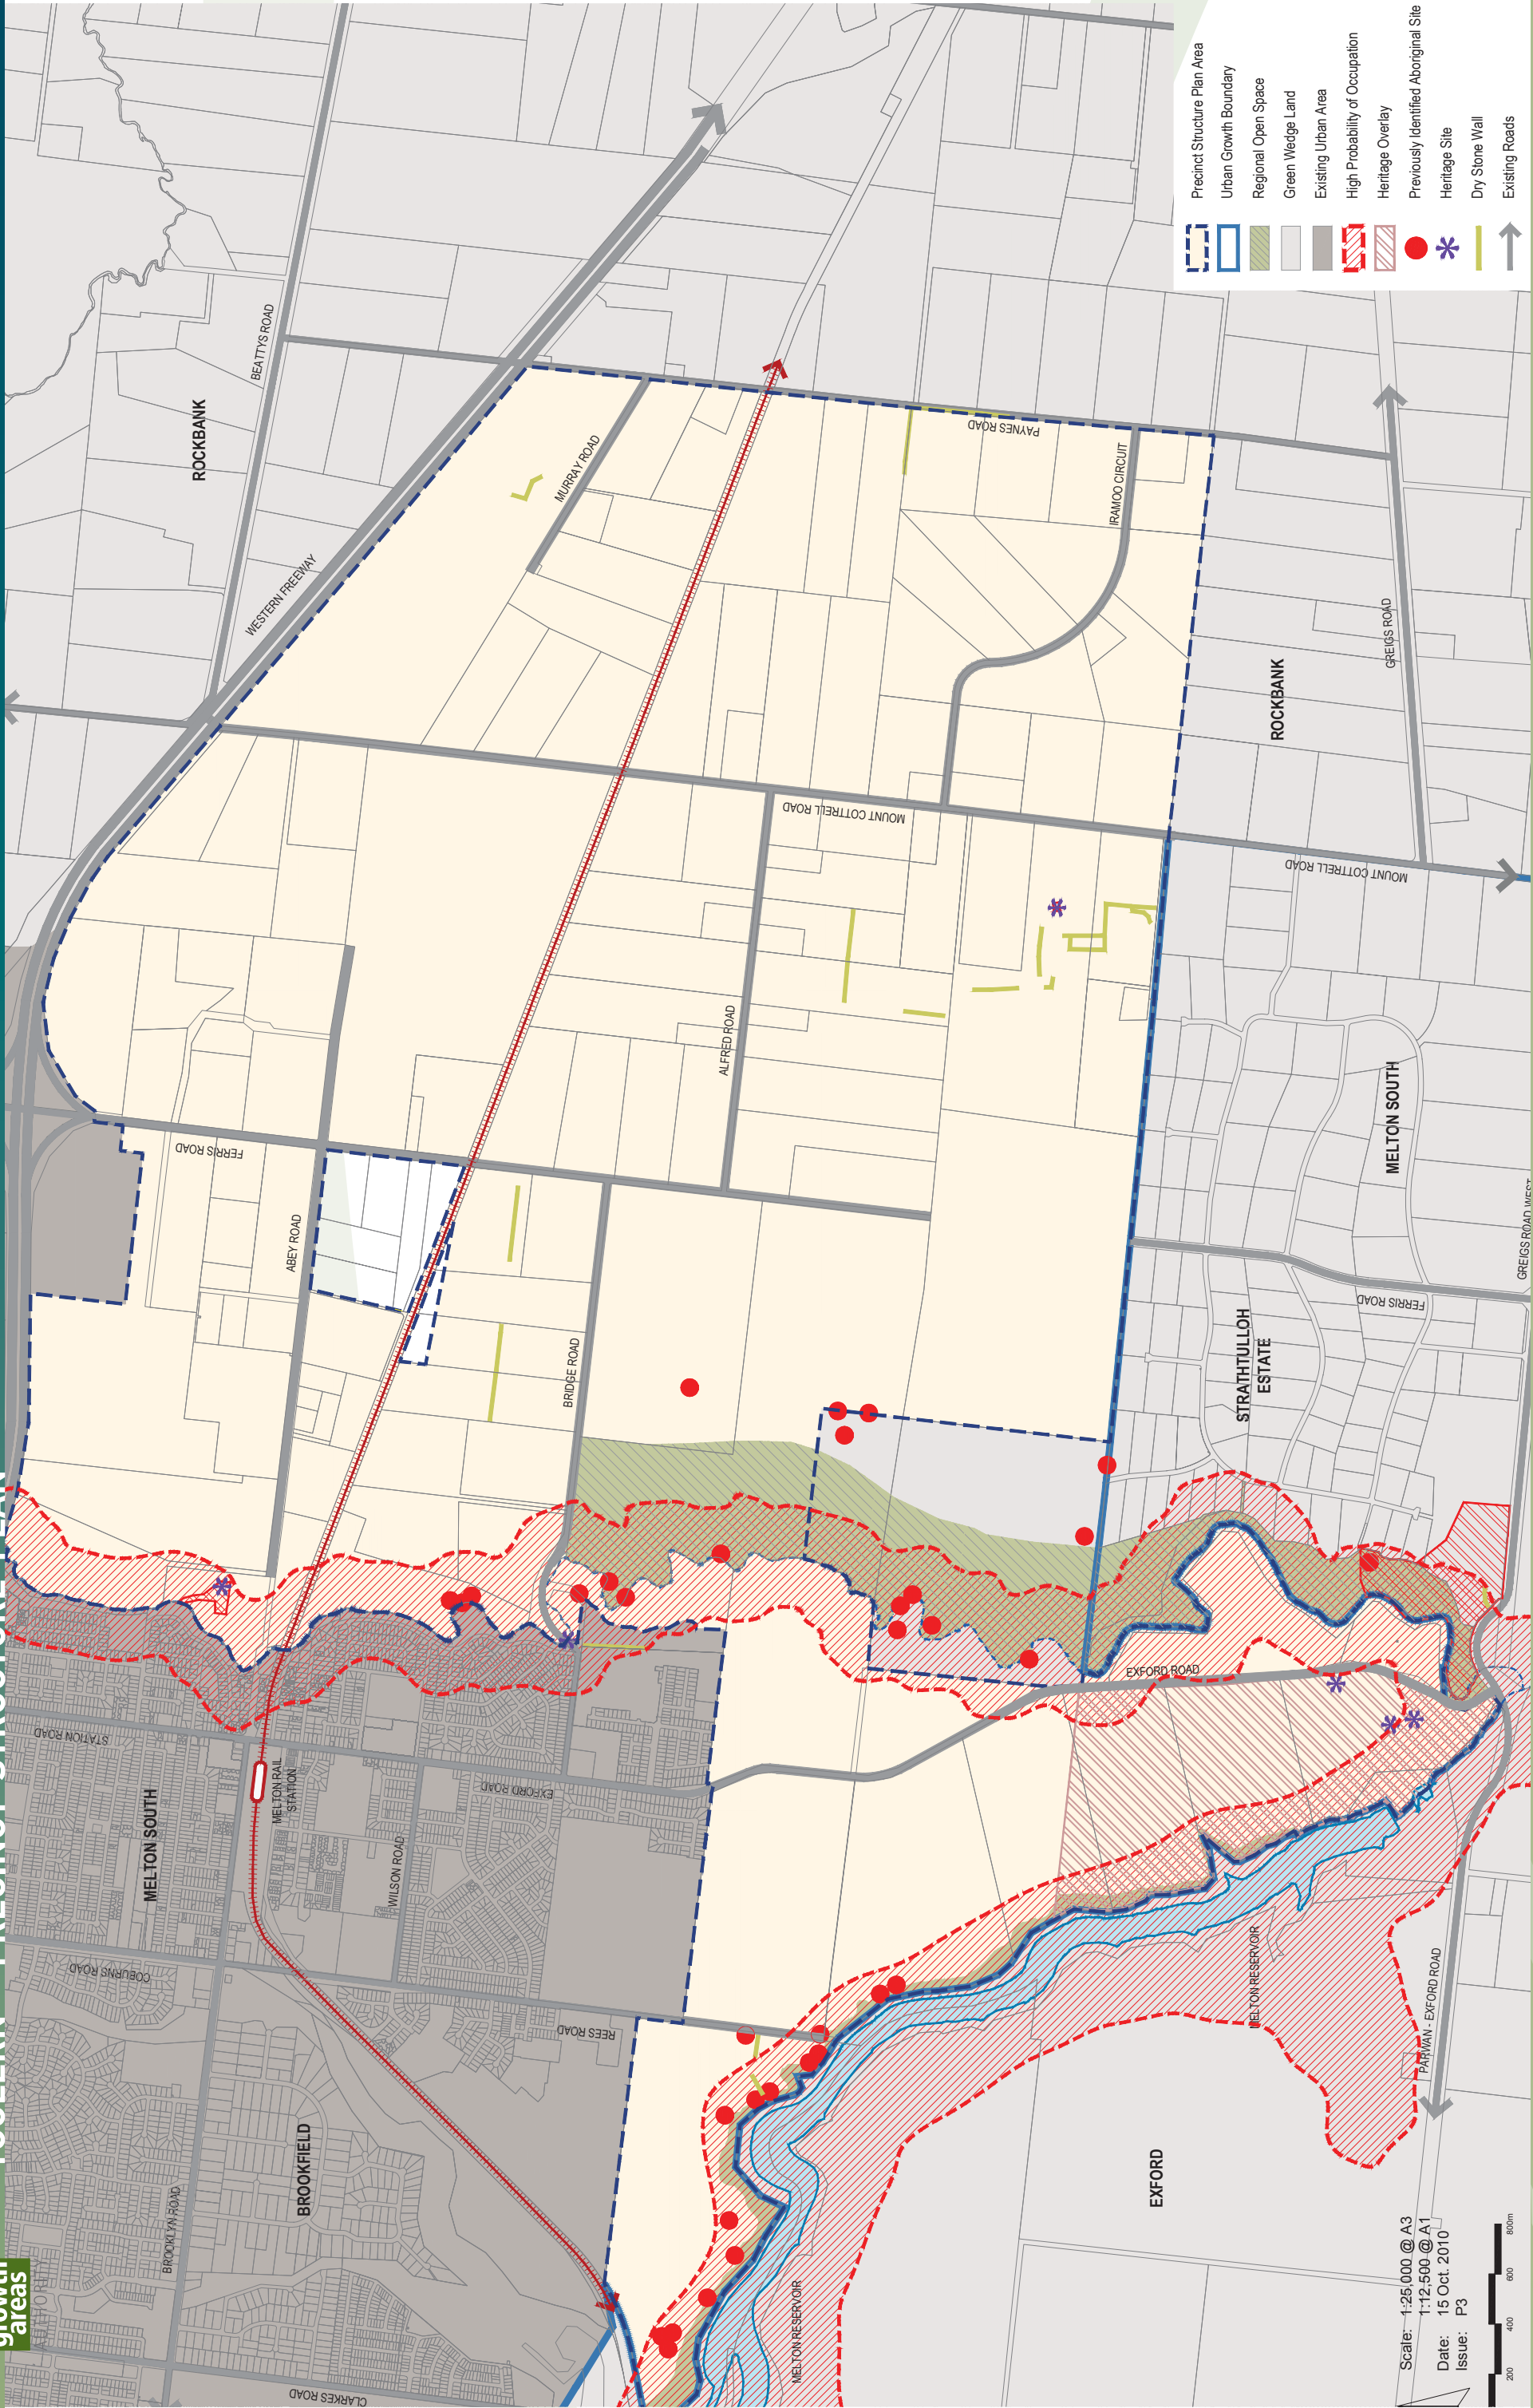 growth
areas
ROCKBANK
BEATTYS ROAD
WESTERN FREEWAY
MURRAY ROAD
PAYNES ROAD
IRAMOO CIRCUIT
GREIGS ROAD
ROCKBANK
MOUNT COTTRELL ROAD
MOUNT COTTRELL ROAD
ALFRED ROAD
FERRIS ROAD
ABEY ROAD
BRIDGE ROAD
MELTON SOUTH
STRATHTULLOH
ESTATE
FERRIS ROAD
GREIGS ROAD WEST
EXFORD ROAD
STATION ROAD
MELTON SOUTH
MELTON RAIL
STATION
EXFORD ROAD
WILSON ROAD
COBURNS ROAD
REES ROAD
BROOKFIELD
BROOKLYN ROAD
CLARKES ROAD
MELTON RESERVOIR
MELTON RESERVOIR
PARWAN - EXFORD ROAD
EXFORD
Precinct Structure Plan Area
Urban Growth Boundary
Regional Open Space
Green Wedge Land
Existing Urban Area
High Probability of Occupation
Heritage Overlay
Previously Identified Aboriginal Site
Heritage Site
Dry Stone Wall
Existing Roads
Scale: 1:25,000 @ A3
1:12,500 @ A1
Date: 15 Oct. 2010
Issue: P3
200 400 600 800m